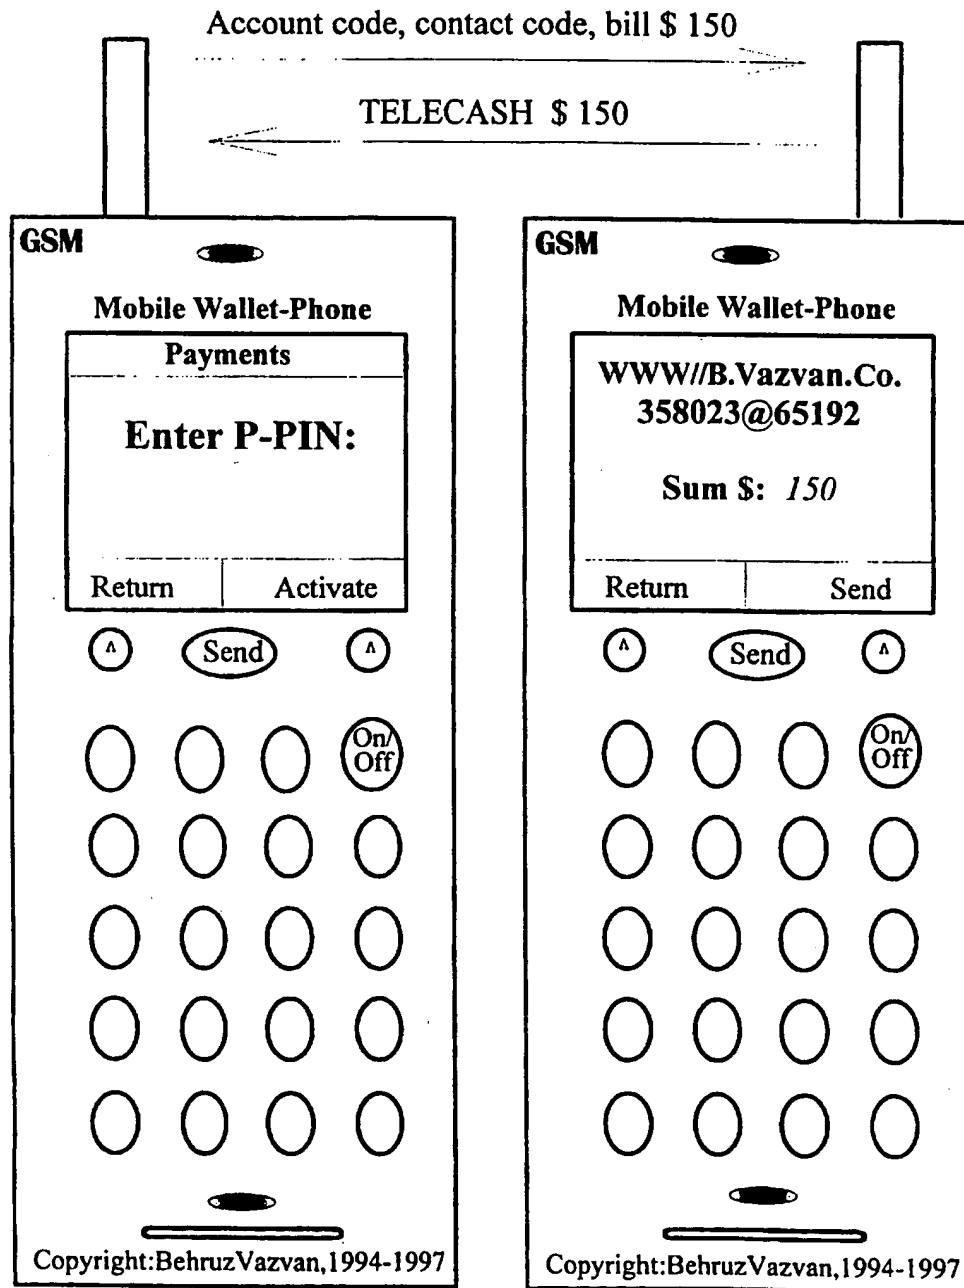 Account code, contact code, bill $ 150
TELECASH $ 150
GSM
Mobile Wallet-Phone
Payments
Enter P-PIN:
Return Activate
^ Send ^
On/
Off
Copyright:BehruzVazvan,1994-1997
GSM
Mobile Wallet-Phone
WWW//B.Vazvan.Co.
358023@65192
Sum $: 150
Return Send
^ Send ^
On/
Off
Copyright:BehruzVazvan,1994-1997